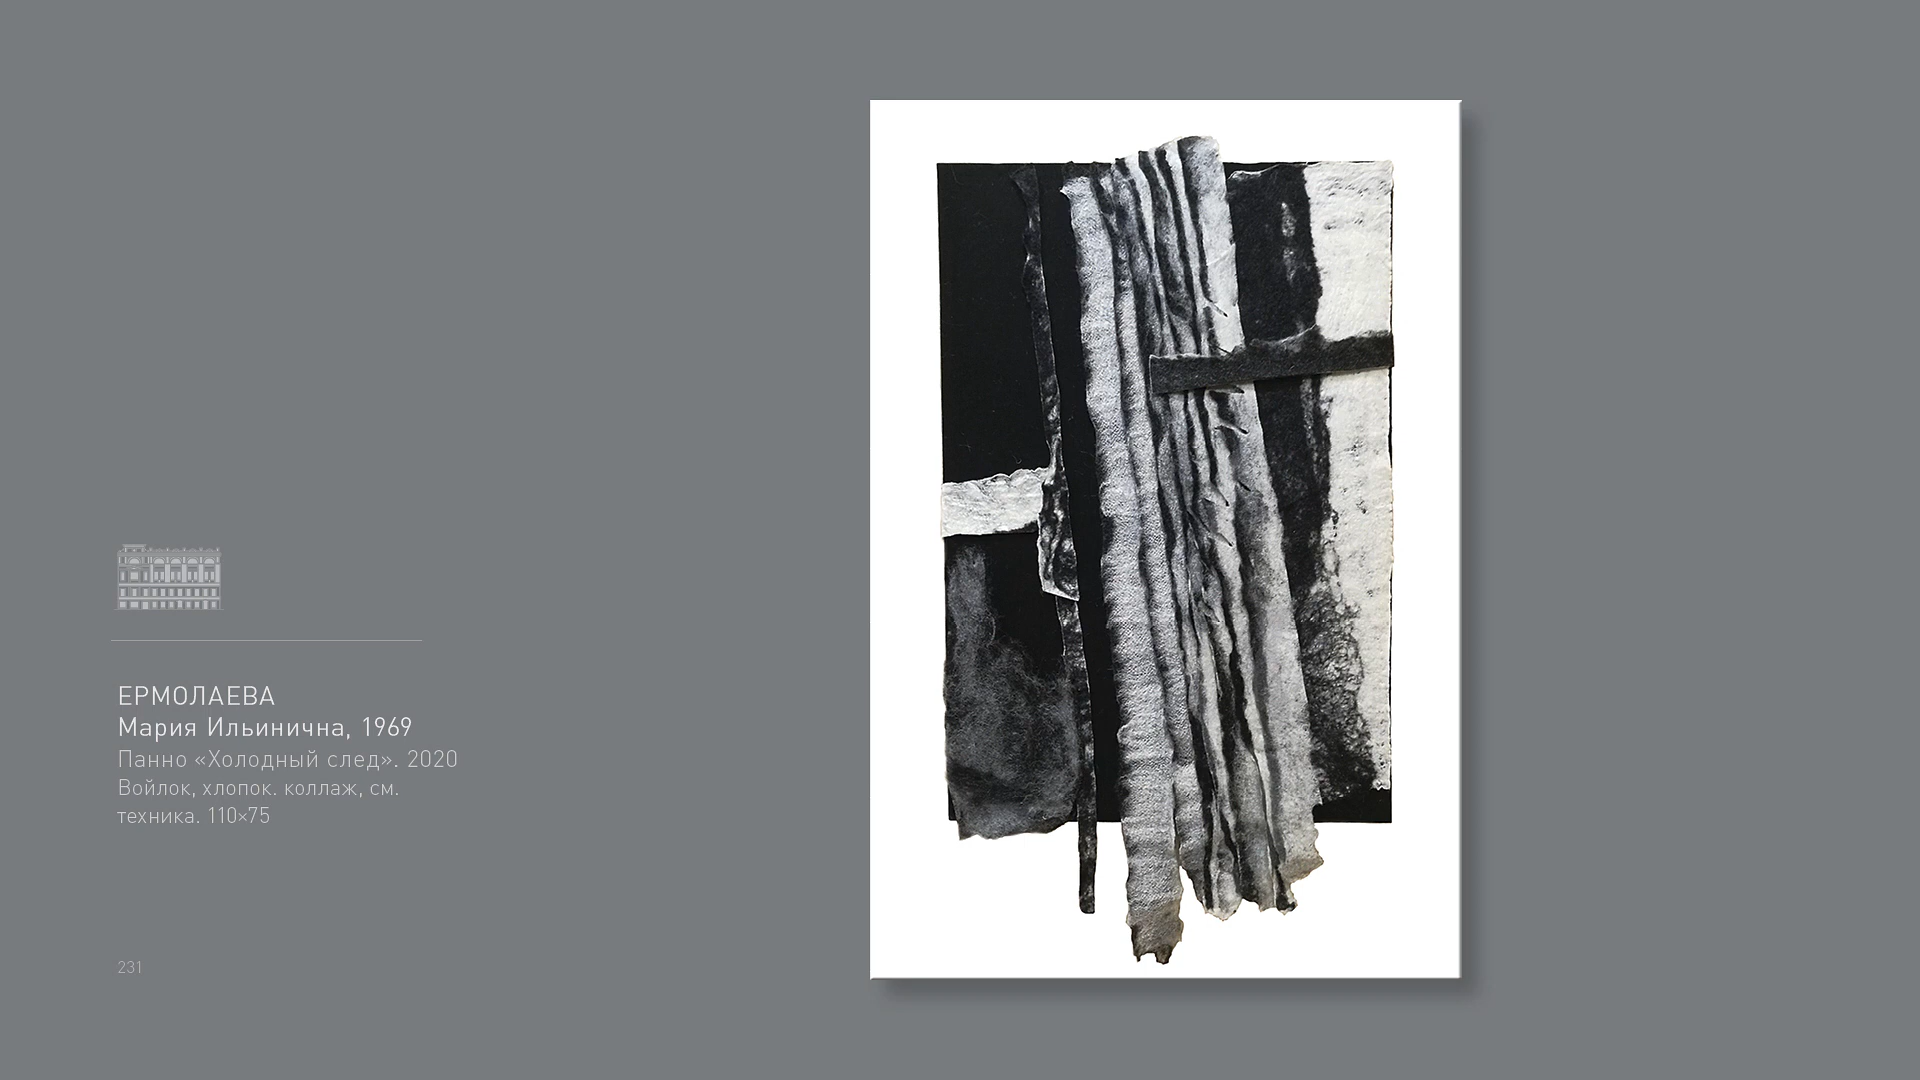 ЕРМОЛАЕВА
Мария Ильинична, 1969
Панно «Холодный след». 2020
Войлок, хлопок. коллаж, см.
техника. 110×75
231